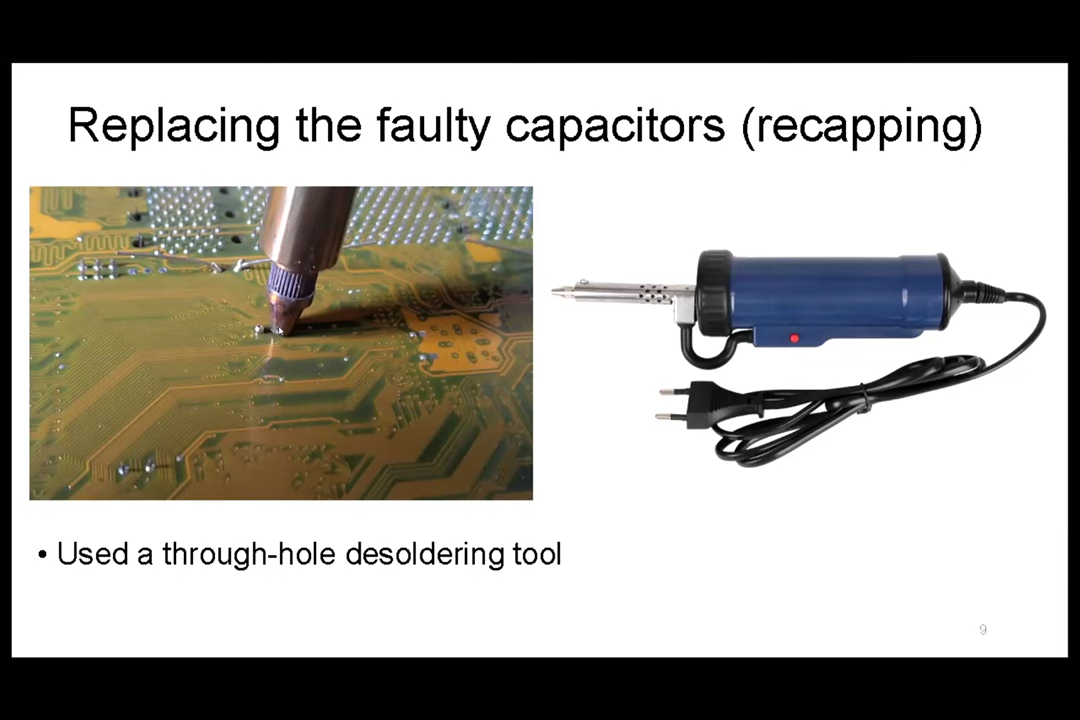 Replacing the faulty capacitors (recapping)
• Used a through-hole desoldering tool
9